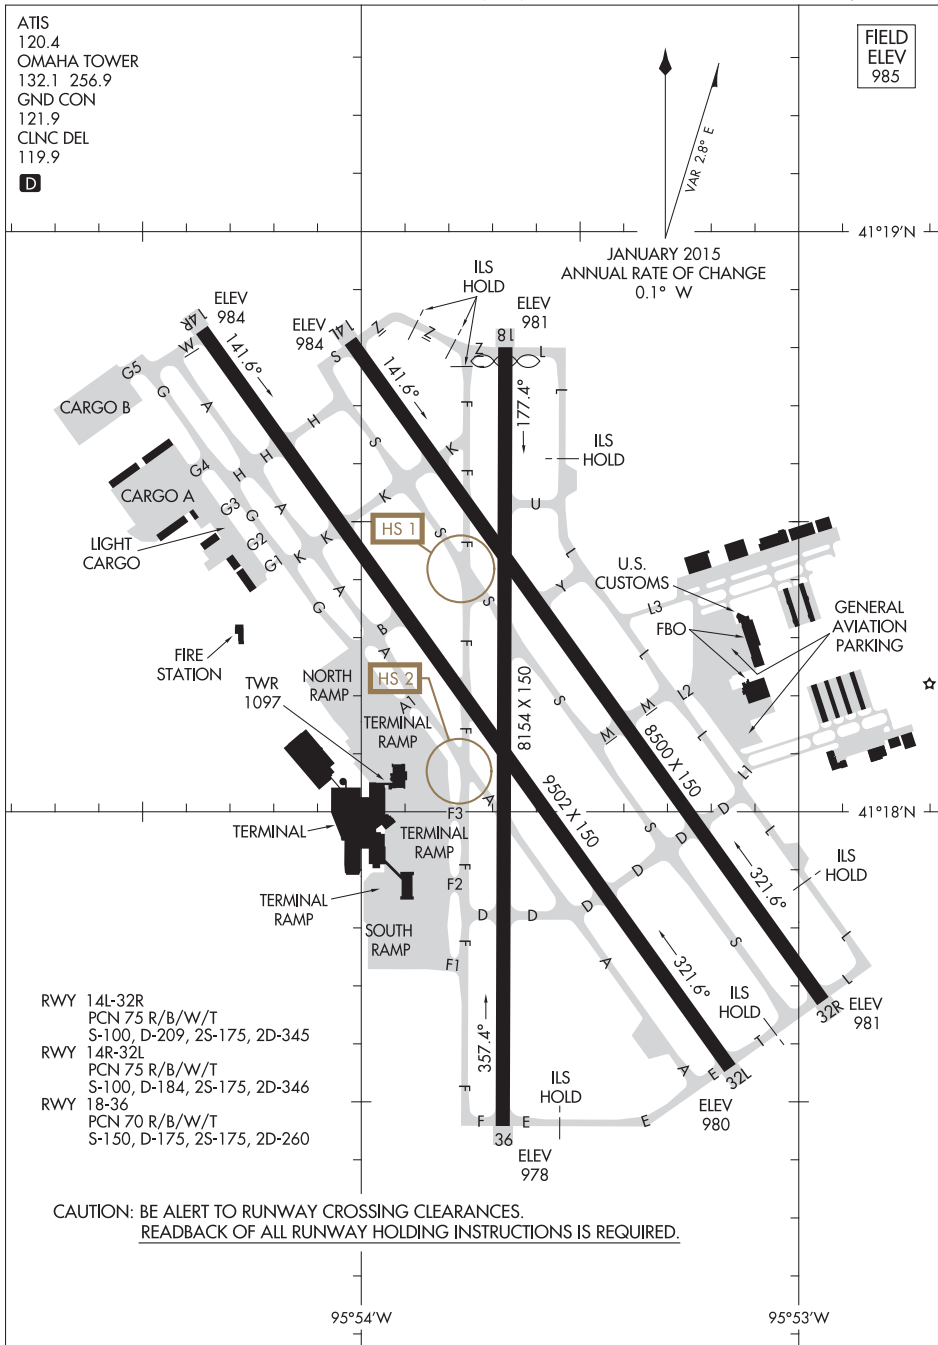 ATIS
120.4
OMAHA TOWER
132.1 256.9
GND CON
121.9
CLNC DEL
119.9
D
FIELD
ELEV
985
VAR 2.8° E
JANUARY 2015
ANNUAL RATE OF CHANGE
0.1° W
41°19'N
ILS
HOLD
ELEV
984
14R
ELEV
984
14L
ELEV
981
18
W
141.6°
S
Z
Z
Z
L
141.6°
177.4°
G5
G
A
CARGO B
H
H
H
S
K
F
F
L
ILS
HOLD
G4
CARGO A
G3
G
A
K
K
K
S
U
HS 1
F
G2
G1
LIGHT
CARGO
G
A
S
L
Y
L3
U.S.
CUSTOMS
FBO
GENERAL
AVIATION
PARKING
B
A
F
FIRE
STATION
NORTH
RAMP
HS 2
TWR
1097
A1
TERMINAL
RAMP
F
S
M
M
L
L2
L
8154 X 150
8500 X 150
9502 X 150
L1
41°18'N
A
F3
TERMINAL
TERMINAL
RAMP
S
D
D
D
L
ILS
HOLD
TERMINAL
RAMP
F
F2
D
D
D
321.6°
SOUTH
RAMP
F
F1
A
S
L
L
321.6°
357.4°
ILS
HOLD
32R
ELEV
981
RWY 14L-32R
PCN 75 R/B/W/T
S-100, D-209, 2S-175, 2D-345
RWY 14R-32L
PCN 75 R/B/W/T
S-100, D-184, 2S-175, 2D-346
RWY 18-36
PCN 70 R/B/W/T
S-150, D-175, 2S-175, 2D-260
T
E
A
32L
ELEV
980
ILS
HOLD
F
F
E
E
36
ELEV
978
CAUTION: BE ALERT TO RUNWAY CROSSING CLEARANCES.
READBACK OF ALL RUNWAY HOLDING INSTRUCTIONS IS REQUIRED.
95°54'W
95°53'W